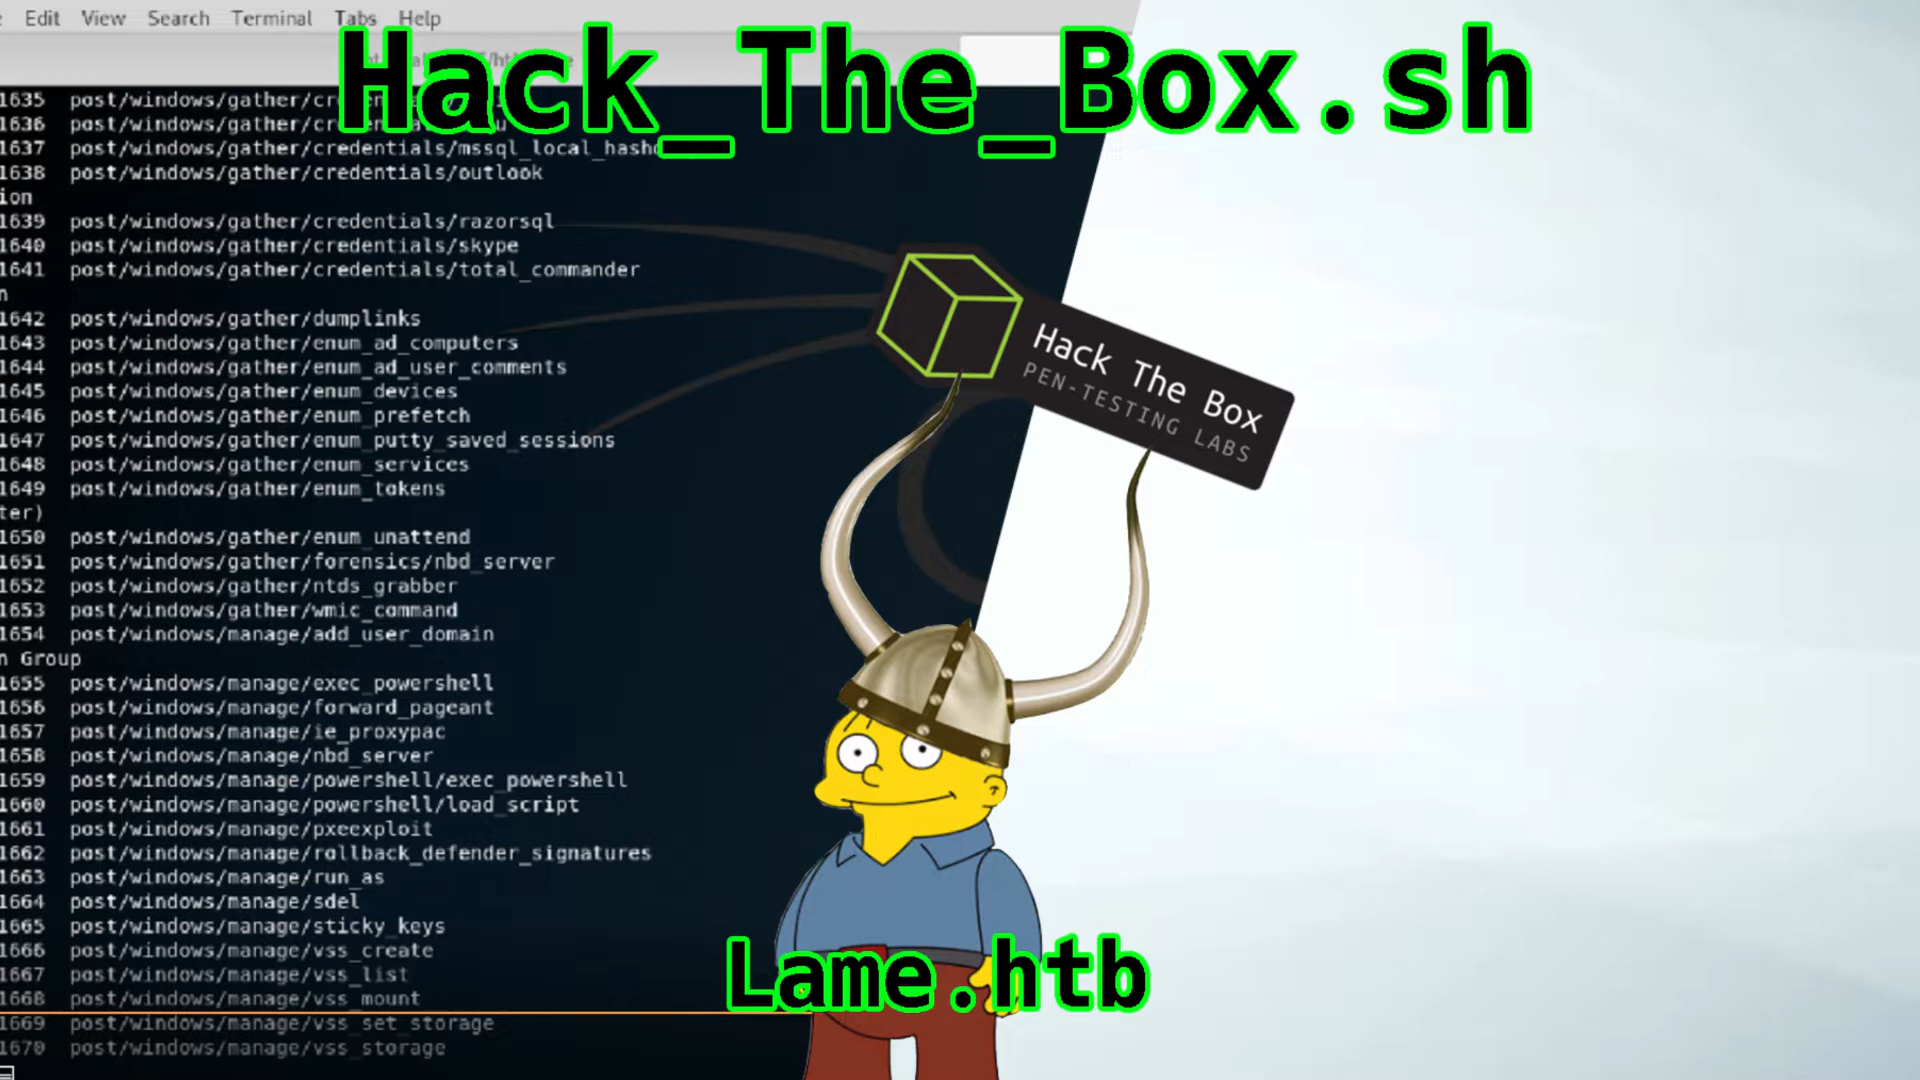 Edit View Search Terminal Tabs Help
Hack_The_Box.sh
1635 post/windows/gather/
1636 post/windows/gather/
1637 post/windows/gather/credentials/mssql_local_hash
1638 post/windows/gather/credentials/outlook
ion
1639 post/windows/gather/credentials/razorsql
1640 post/windows/gather/credentials/skype
1641 post/windows/gather/credentials/total_commander
n
1642 post/windows/gather/dumplinks
1643 post/windows/gather/enum_ad_computers
1644 post/windows/gather/enum_ad_user_comments
1645 post/windows/gather/enum_devices
1646 post/windows/gather/enum_prefetch
1647 post/windows/gather/enum_putty_saved_sessions
1648 post/windows/gather/enum_services
1649 post/windows/gather/enum_tokens
ter)
1650 post/windows/gather/enum_unattend
1651 post/windows/gather/forensics/nbd_server
1652 post/windows/gather/ntds_grabber
1653 post/windows/gather/wmic_command
1654 post/windows/manage/add_user_domain
n Group
1655 post/windows/manage/exec_powershell
1656 post/windows/manage/forward_pageant
1657 post/windows/manage/ie_proxypac
1658 post/windows/manage/nbd_server
1659 post/windows/manage/powershell/exec_powershell
1660 post/windows/manage/powershell/load_script
1661 post/windows/manage/pxeexploit
1662 post/windows/manage/rollback_defender_signatures
1663 post/windows/manage/run_as
1664 post/windows/manage/sdel
1665 post/windows/manage/sticky_keys
1666 post/windows/manage/vss_create
1667 post/windows/manage/vss_list
1668 post/windows/manage/vss_mount
1669 post/windows/manage/vss_set_storage
1670 post/windows/manage/vss_storage
Hack The Box
PEN-TESTING LABS
Lame.htb